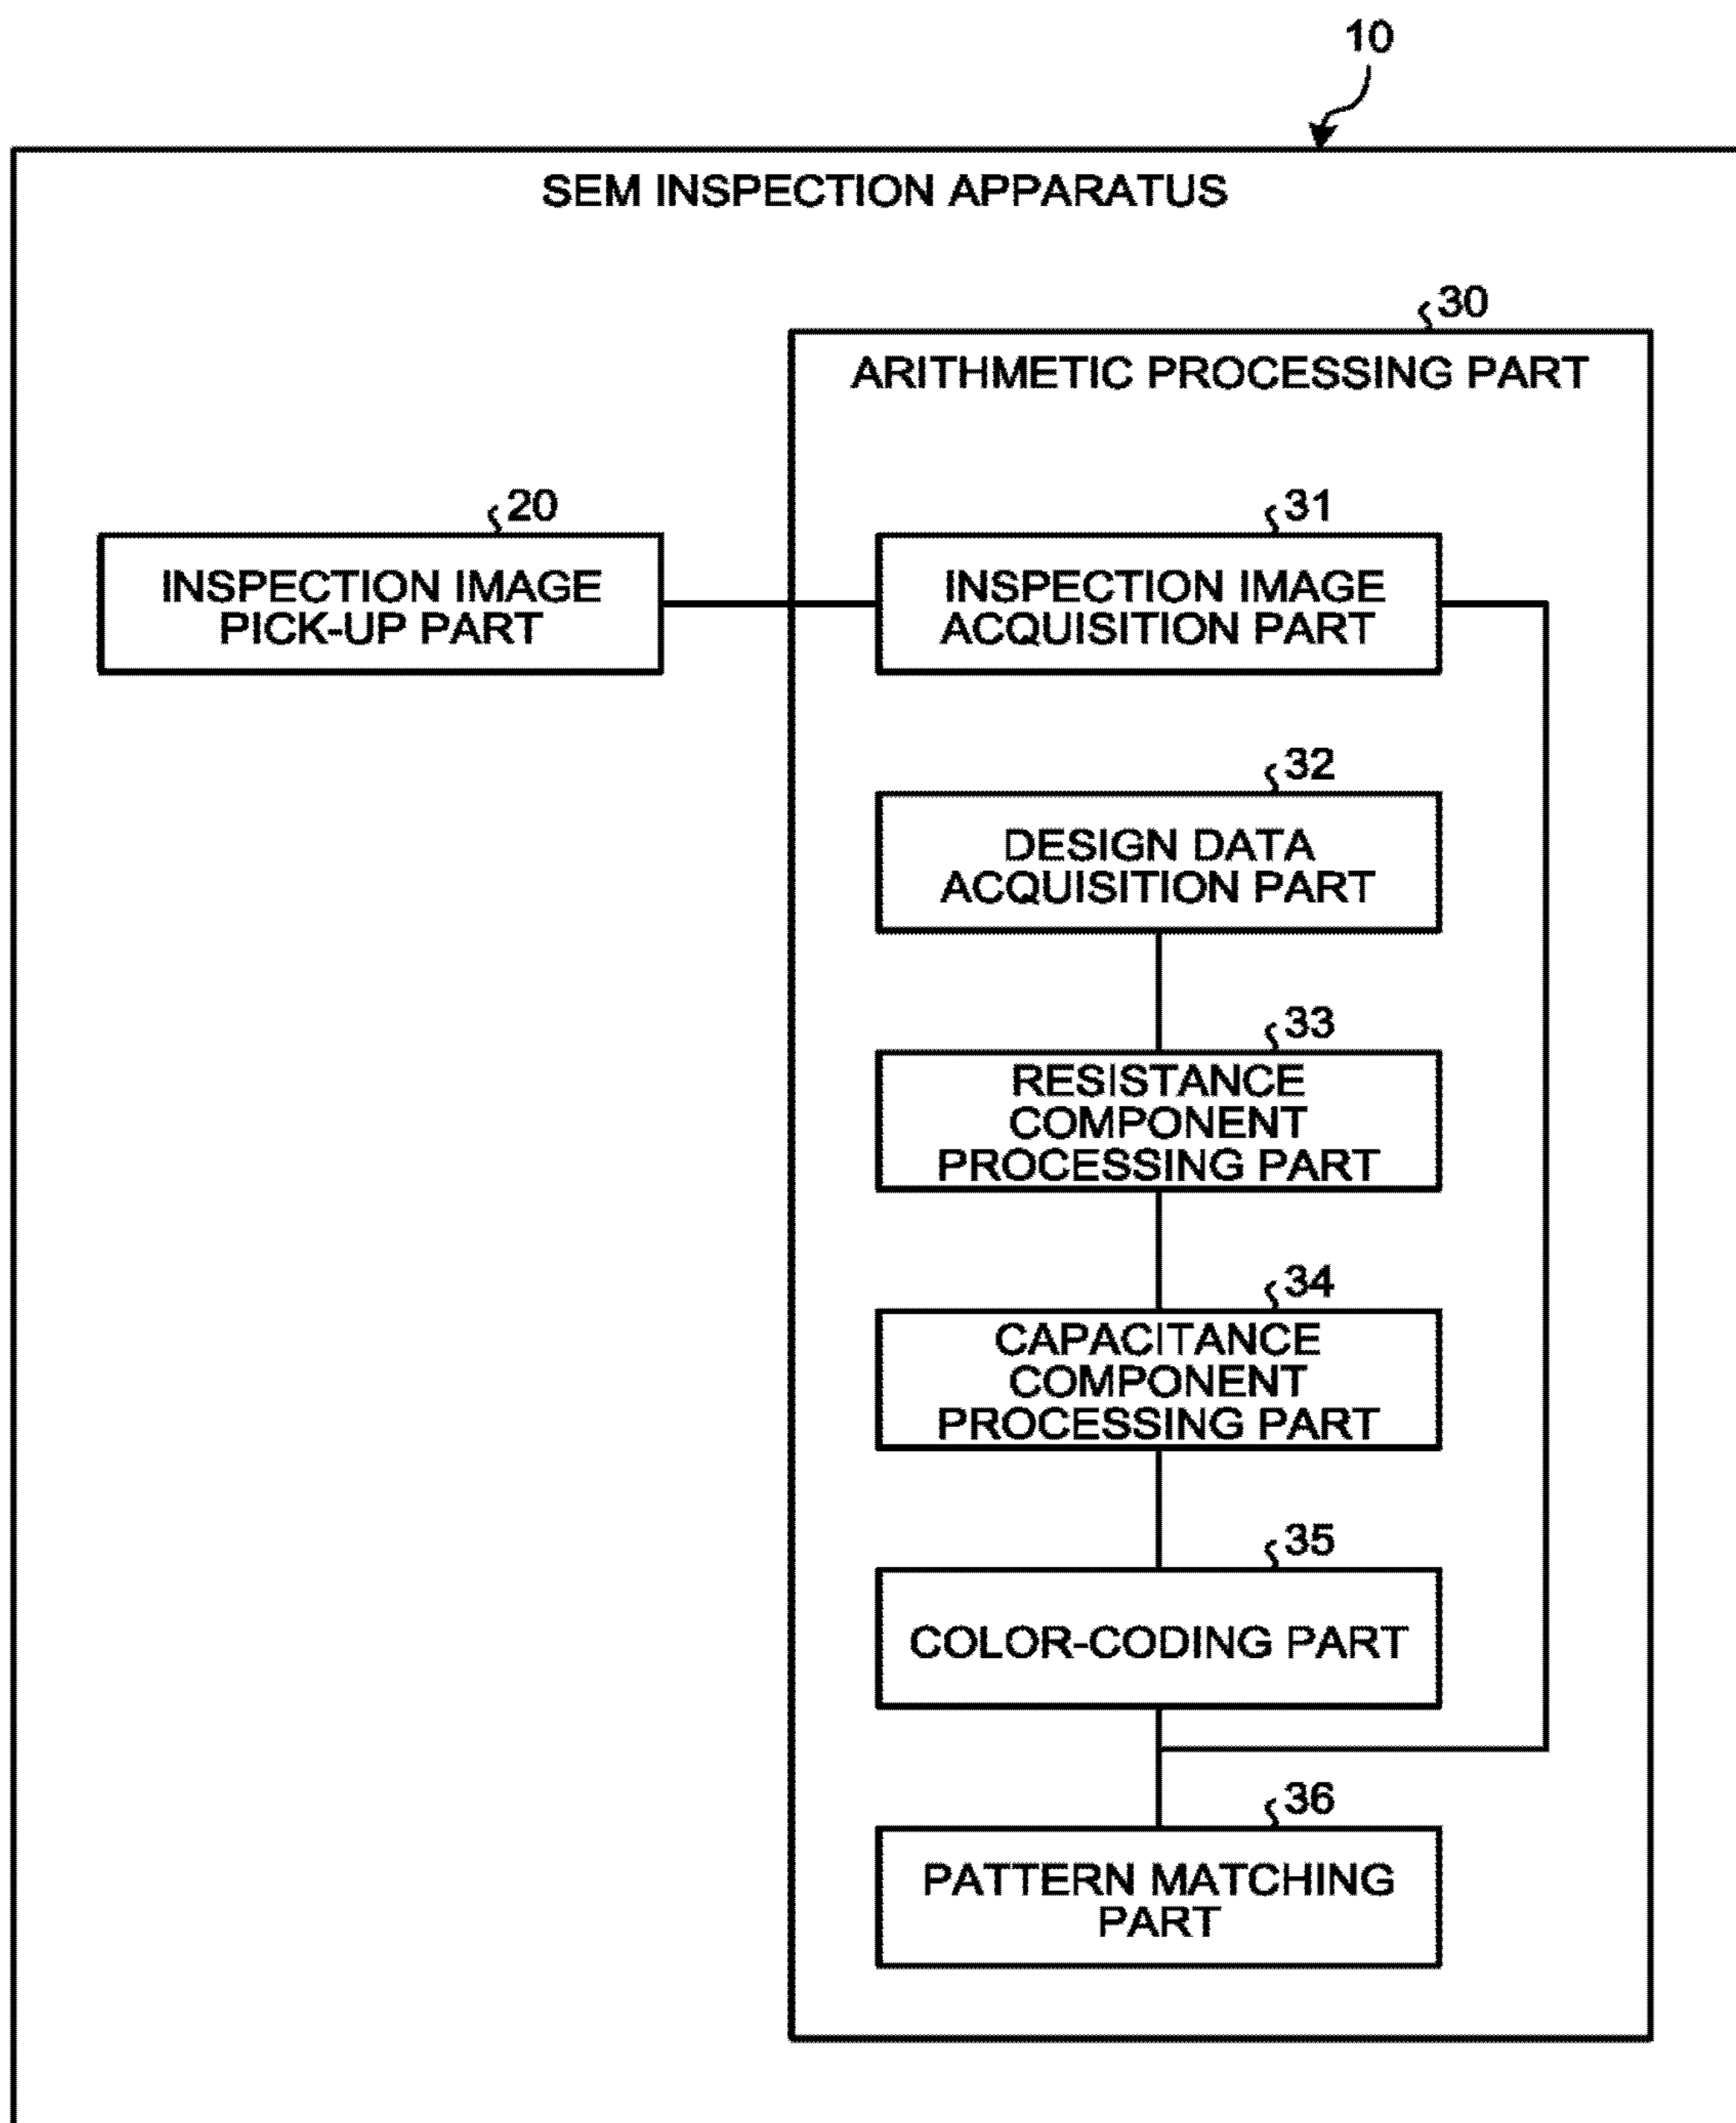 10
SEM INSPECTION APPARATUS
30
ARITHMETIC PROCESSING PART
20
INSPECTION IMAGE
PICK-UP PART
31
INSPECTION IMAGE
ACQUISITION PART
32
DESIGN DATA
ACQUISITION PART
33
RESISTANCE
COMPONENT
PROCESSING PART
34
CAPACITANCE
COMPONENT
PROCESSING PART
35
COLOR-CODING PART
36
PATTERN MATCHING
PART